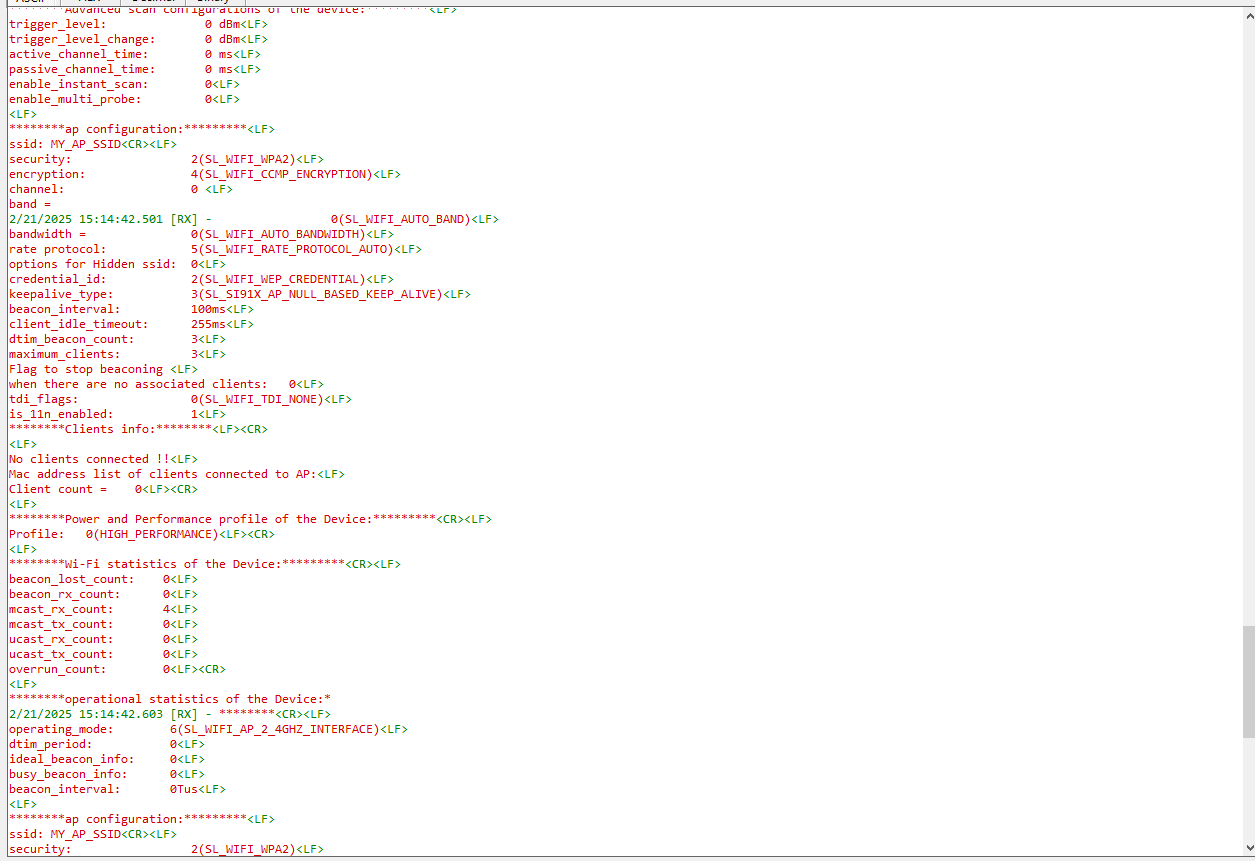 ********Advanced scan configurations of the device:*********<LF>
trigger_level: 0 dBm<LF>
trigger_level_change: 0 dBm<LF>
active_channel_time: 0 ms<LF>
passive_channel_time: 0 ms<LF>
enable_instant_scan: 0<LF>
enable_multi_probe: 0<LF>
<LF>
********ap configuration:*********<LF>
ssid: MY_AP_SSID<CR><LF>
security: 2(SL_WIFI_WPA2)<LF>
encryption: 4(SL_WIFI_CCMP_ENCRYPTION)<LF>
channel: 0 <LF>
band =
2/21/2025 15:14:42.501 [RX] - 0(SL_WIFI_AUTO_BAND)<LF>
bandwidth = 0(SL_WIFI_AUTO_BANDWIDTH)<LF>
rate protocol: 5(SL_WIFI_RATE_PROTOCOL_AUTO)<LF>
options for Hidden ssid: 0<LF>
credential_id: 2(SL_WIFI_WEP_CREDENTIAL)<LF>
keepalive_type: 3(SL_SI91X_AP_NULL_BASED_KEEP_ALIVE)<LF>
beacon_interval: 100ms<LF>
client_idle_timeout: 255ms<LF>
dtim_beacon_count: 3<LF>
maximum_clients: 3<LF>
Flag to stop beaconing <LF>
when there are no associated clients: 0<LF>
tdi_flags: 0(SL_WIFI_TDI_NONE)<LF>
is_11n_enabled: 1<LF>
********Clients info:********<LF><CR>
<LF>
No clients connected !!<LF>
Mac address list of clients connected to AP:<LF>
Client count = 0<LF><CR>
<LF>
********Power and Performance profile of the Device:*********<CR><LF>
Profile: 0(HIGH_PERFORMANCE)<LF><CR>
<LF>
********Wi-Fi statistics of the Device:*********<CR><LF>
beacon_lost_count: 0<LF>
beacon_rx_count: 0<LF>
mcast_rx_count: 4<LF>
mcast_tx_count: 0<LF>
ucast_rx_count: 0<LF>
ucast_tx_count: 0<LF>
overrun_count: 0<LF><CR>
<LF>
********operational statistics of the Device:*
2/21/2025 15:14:42.603 [RX] - ********<CR><LF>
operating_mode: 6(SL_WIFI_AP_2_4GHZ_INTERFACE)<LF>
dtim_period: 0<LF>
ideal_beacon_info: 0<LF>
busy_beacon_info: 0<LF>
beacon_interval: 0Tus<LF>
<LF>
********ap configuration:*********<LF>
ssid: MY_AP_SSID<CR><LF>
security: 2(SL_WIFI_WPA2)<LF>